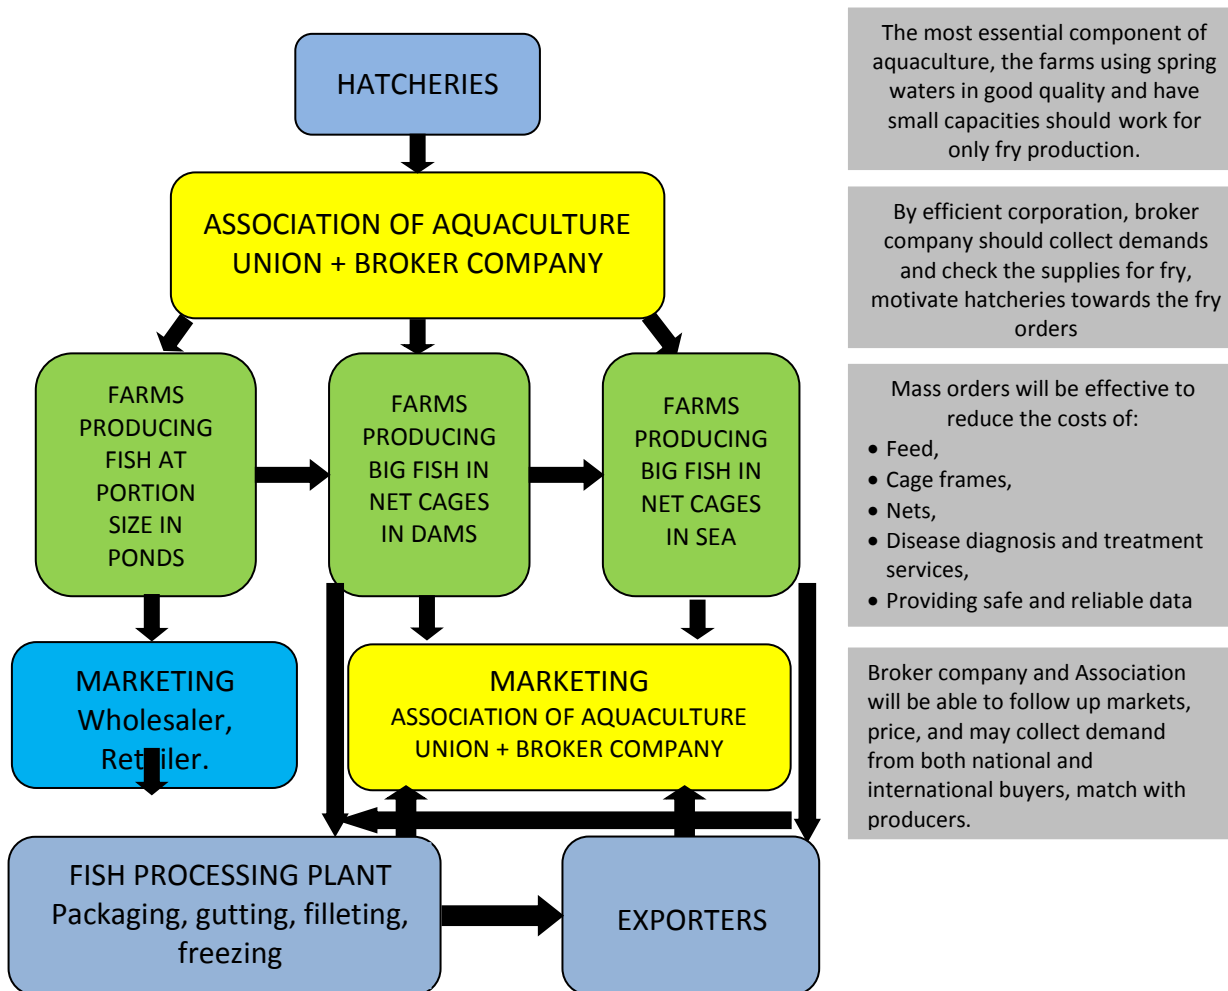 HATCHERIES
ASSOCIATION OF AQUACULTURE
UNION + BROKER COMPANY
FARMS
PRODUCING
FISH AT
PORTION
SIZE IN
PONDS
FARMS
PRODUCING
BIG FISH IN
NET CAGES
IN DAMS
FARMS
PRODUCING
BIG FISH IN
NET CAGES
IN SEA
MARKETING
Wholesaler,
Retailer.
MARKETING
ASSOCIATION OF AQUACULTURE
UNION + BROKER COMPANY
FISH PROCESSING PLANT
Packaging, gutting, filleting,
freezing
EXPORTERS
The most essential component of
aquaculture, the farms using spring
waters in good quality and have
small capacities should work for
only fry production.
By efficient corporation, broker
company should collect demands
and check the supplies for fry,
motivate hatcheries towards the fry
orders
Mass orders will be effective to
reduce the costs of:
• Feed,
• Cage frames,
• Nets,
• Disease diagnosis and treatment
services,
• Providing safe and reliable data
Broker company and Association
will be able to follow up markets,
price, and may collect demand
from both national and
international buyers, match with
producers.